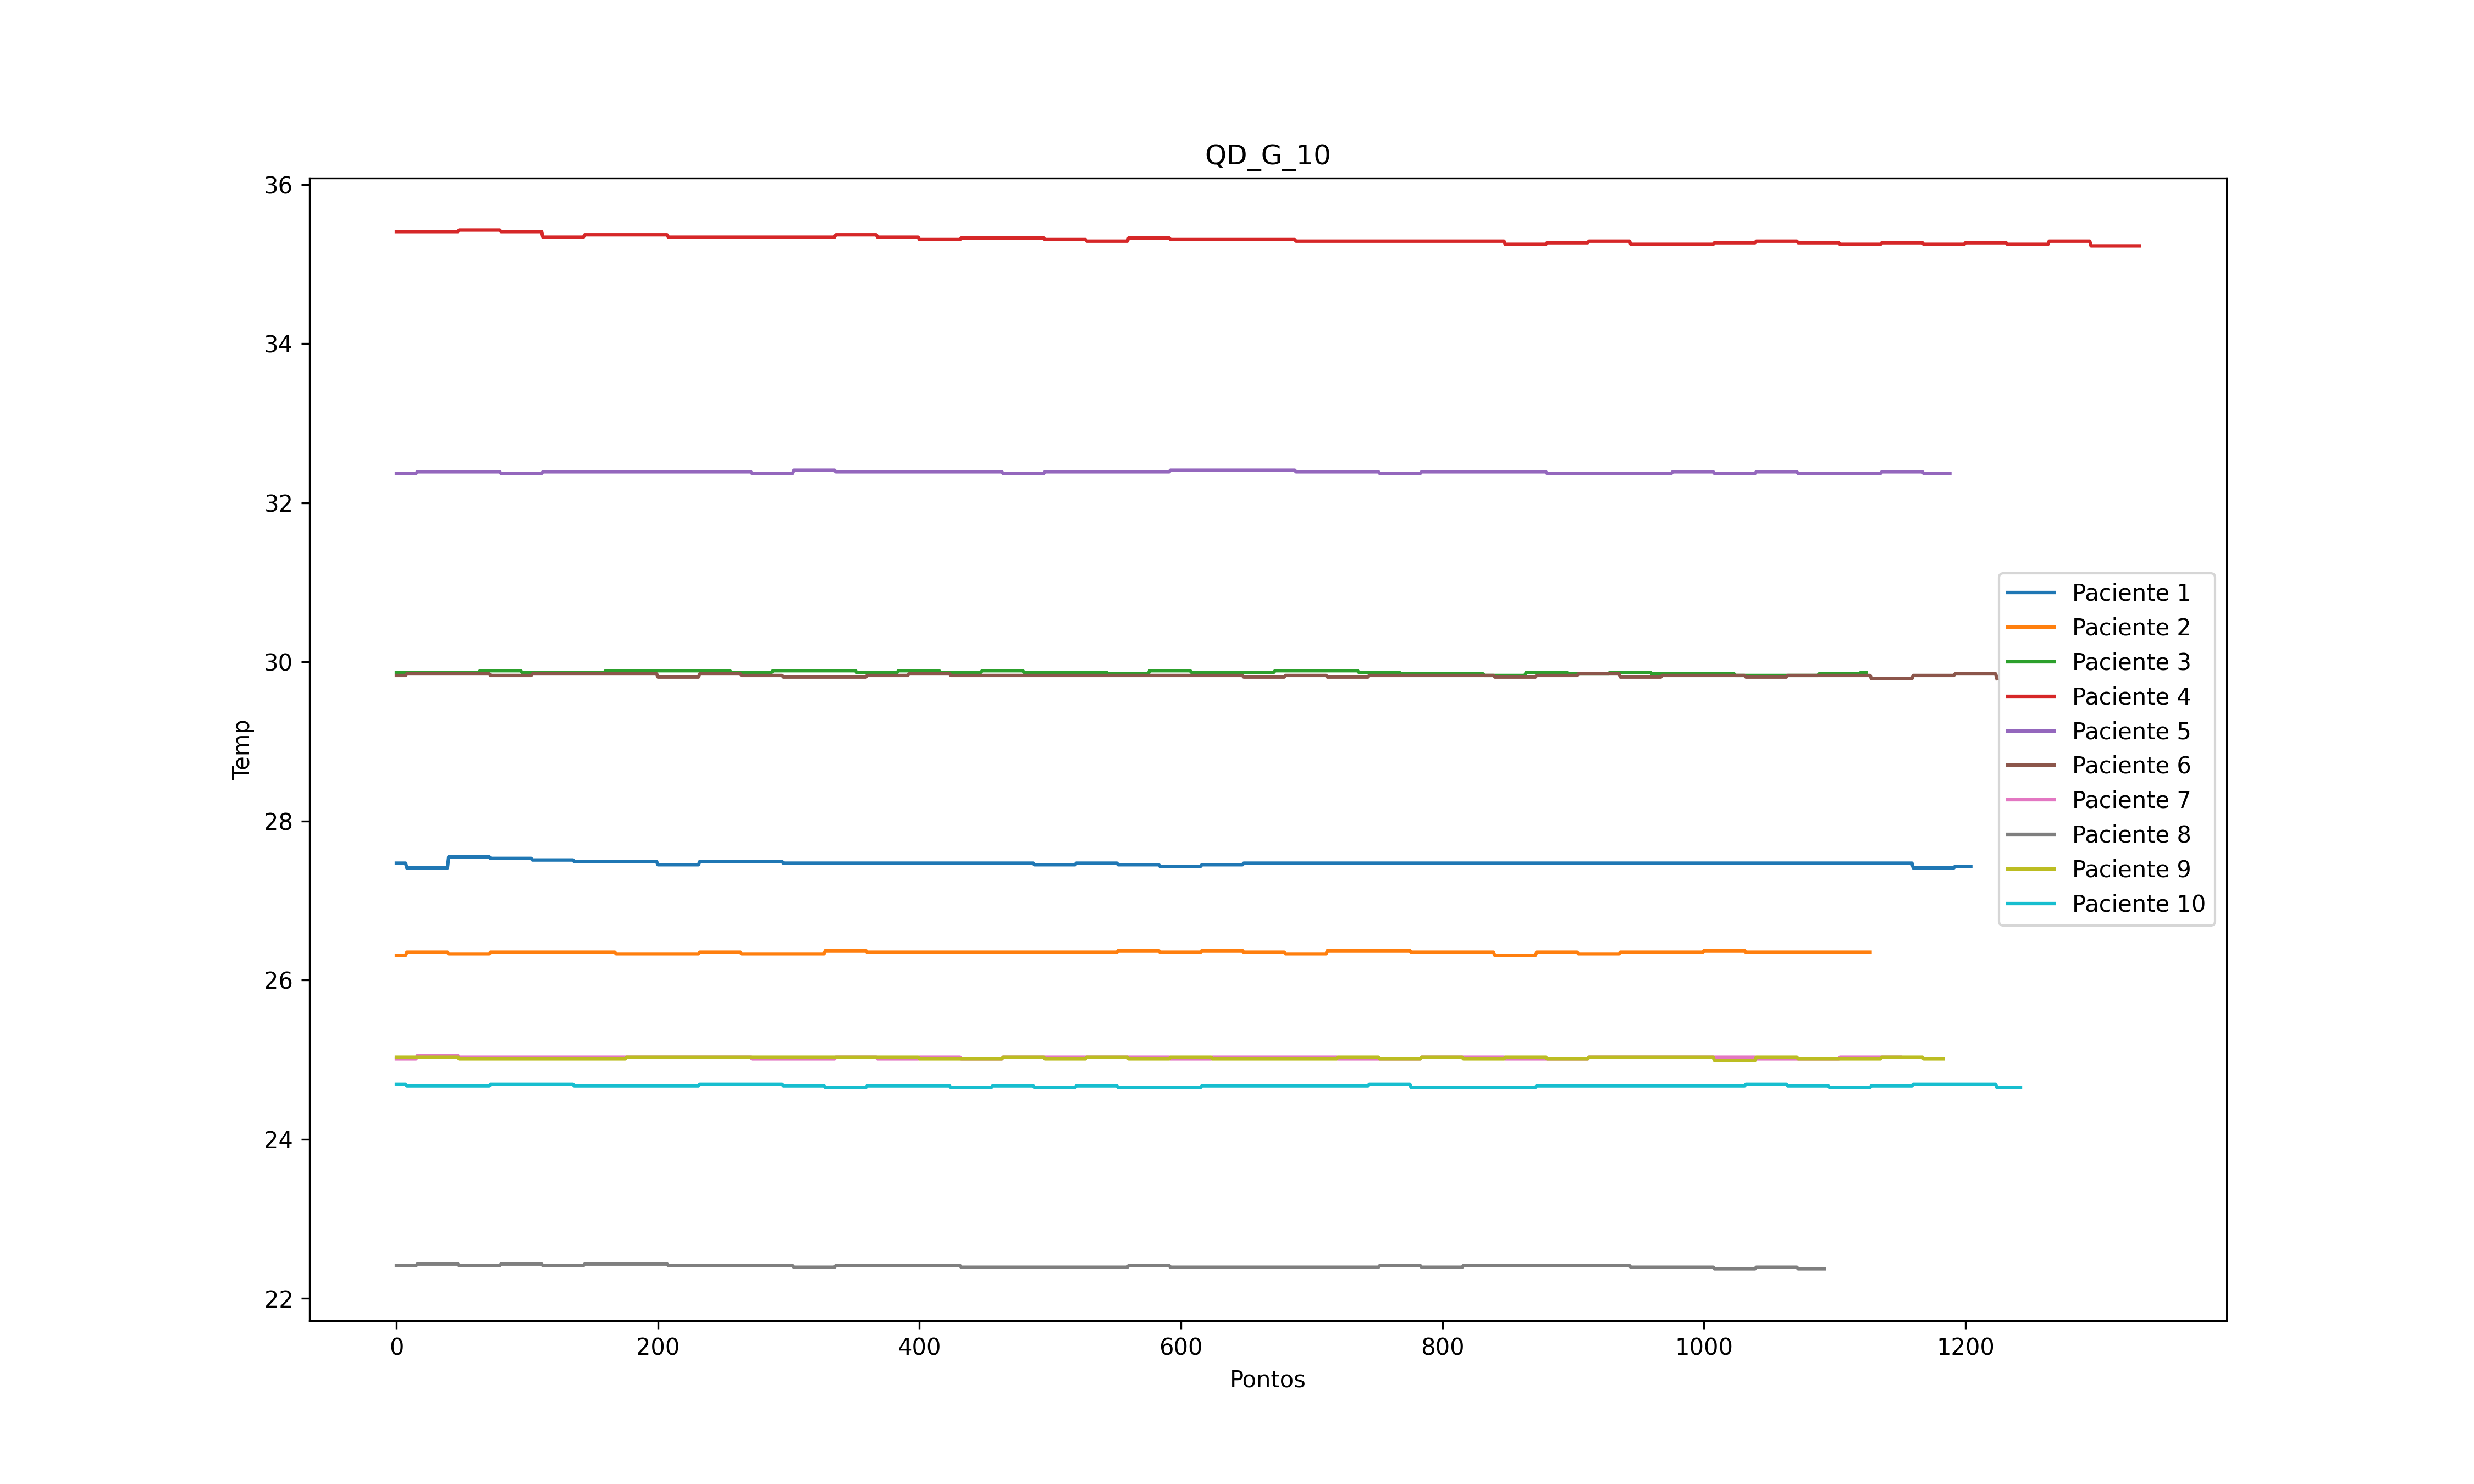 QD_G_10
36
34
32
30
28
26
24
22
Temp
0 200 400 600 800 1000 1200
Pontos
Paciente 1
Paciente 2
Paciente 3
Paciente 4
Paciente 5
Paciente 6
Paciente 7
Paciente 8
Paciente 9
Paciente 10